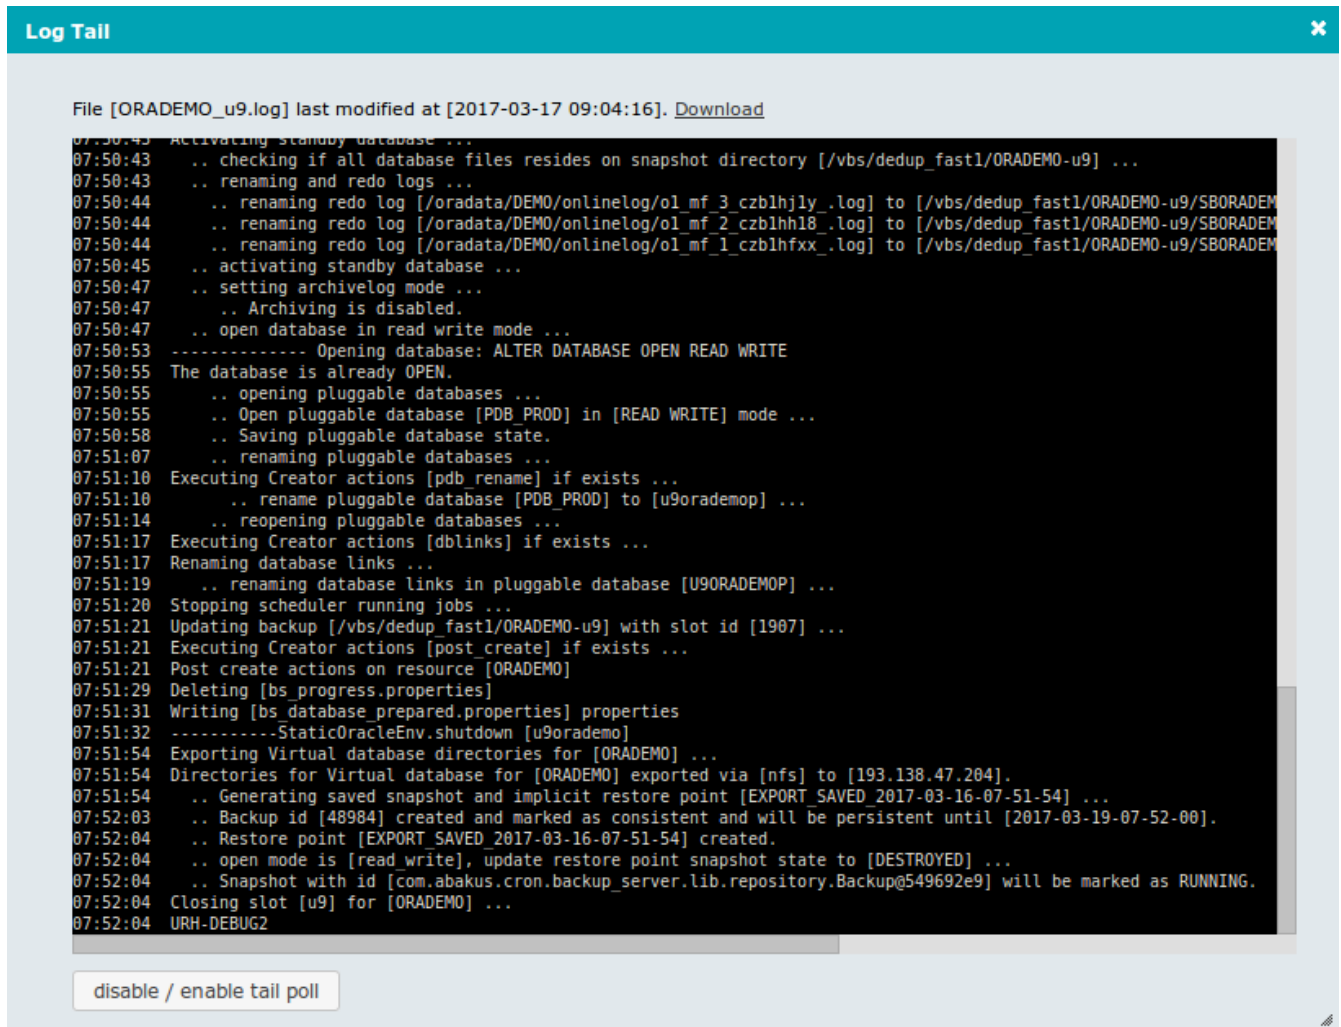 Log Tail
File [ORADEMO_u9.log] last modified at [2017-03-17 09:04:16]. Download
07:50:43  Activating standby database ...
07:50:43    .. checking if all database files resides on snapshot directory [/vbs/dedup_fast1/ORADEMO-u9] ...
07:50:43    .. renaming and redo logs ...
07:50:44      .. renaming redo log [/oradata/DEMO/onlinelog/o1_mf_3_czb1hj1y_.log] to [/vbs/dedup_fast1/ORADEMO-u9/SBORADEM
07:50:44      .. renaming redo log [/oradata/DEMO/onlinelog/o1_mf_2_czb1hh18_.log] to [/vbs/dedup_fast1/ORADEMO-u9/SBORADEM
07:50:44      .. renaming redo log [/oradata/DEMO/onlinelog/o1_mf_1_czb1hfxx_.log] to [/vbs/dedup_fast1/ORADEMO-u9/SBORADEM
07:50:45    .. activating standby database ...
07:50:47    .. setting archivelog mode ...
07:50:47       .. Archiving is disabled.
07:50:47    .. open database in read write mode ...
07:50:53  -------------- Opening database: ALTER DATABASE OPEN READ WRITE
07:50:55  The database is already OPEN.
07:50:55      .. opening pluggable databases ...
07:50:55      .. Open pluggable database [PDB_PROD] in [READ WRITE] mode ...
07:50:58      .. Saving pluggable database state.
07:51:07      .. renaming pluggable databases ...
07:51:10  Executing Creator actions [pdb_rename] if exists ...
07:51:10        .. rename pluggable database [PDB_PROD] to [u9orademop] ...
07:51:14      .. reopening pluggable databases ...
07:51:17  Executing Creator actions [dblinks] if exists ...
07:51:17  Renaming database links ...
07:51:19     .. renaming database links in pluggable database [U9ORADEMOP] ...
07:51:20  Stopping scheduler running jobs ...
07:51:21  Updating backup [/vbs/dedup_fast1/ORADEMO-u9] with slot id [1907] ...
07:51:21  Executing Creator actions [post_create] if exists ...
07:51:21  Post create actions on resource [ORADEMO]
07:51:29  Deleting [bs_progress.properties]
07:51:31  Writing [bs_database_prepared.properties] properties
07:51:32  -----------StaticOracleEnv.shutdown [u9orademo]
07:51:54  Exporting Virtual database directories for [ORADEMO] ...
07:51:54  Directories for Virtual database for [ORADEMO] exported via [nfs] to [193.138.47.204].
07:51:54    .. Generating saved snapshot and implicit restore point [EXPORT_SAVED_2017-03-16-07-51-54] ...
07:52:03    .. Backup id [48984] created and marked as consistent and will be persistent until [2017-03-19-07-52-00].
07:52:04    .. Restore point [EXPORT_SAVED_2017-03-16-07-51-54] created.
07:52:04    .. open mode is [read_write], update restore point snapshot state to [DESTROYED] ...
07:52:04    .. Snapshot with id [com.abakus.cron.backup_server.lib.repository.Backup@549692e9] will be marked as RUNNING.
07:52:04  Closing slot [u9] for [ORADEMO] ...
07:52:04  URH-DEBUG2
disable / enable tail poll